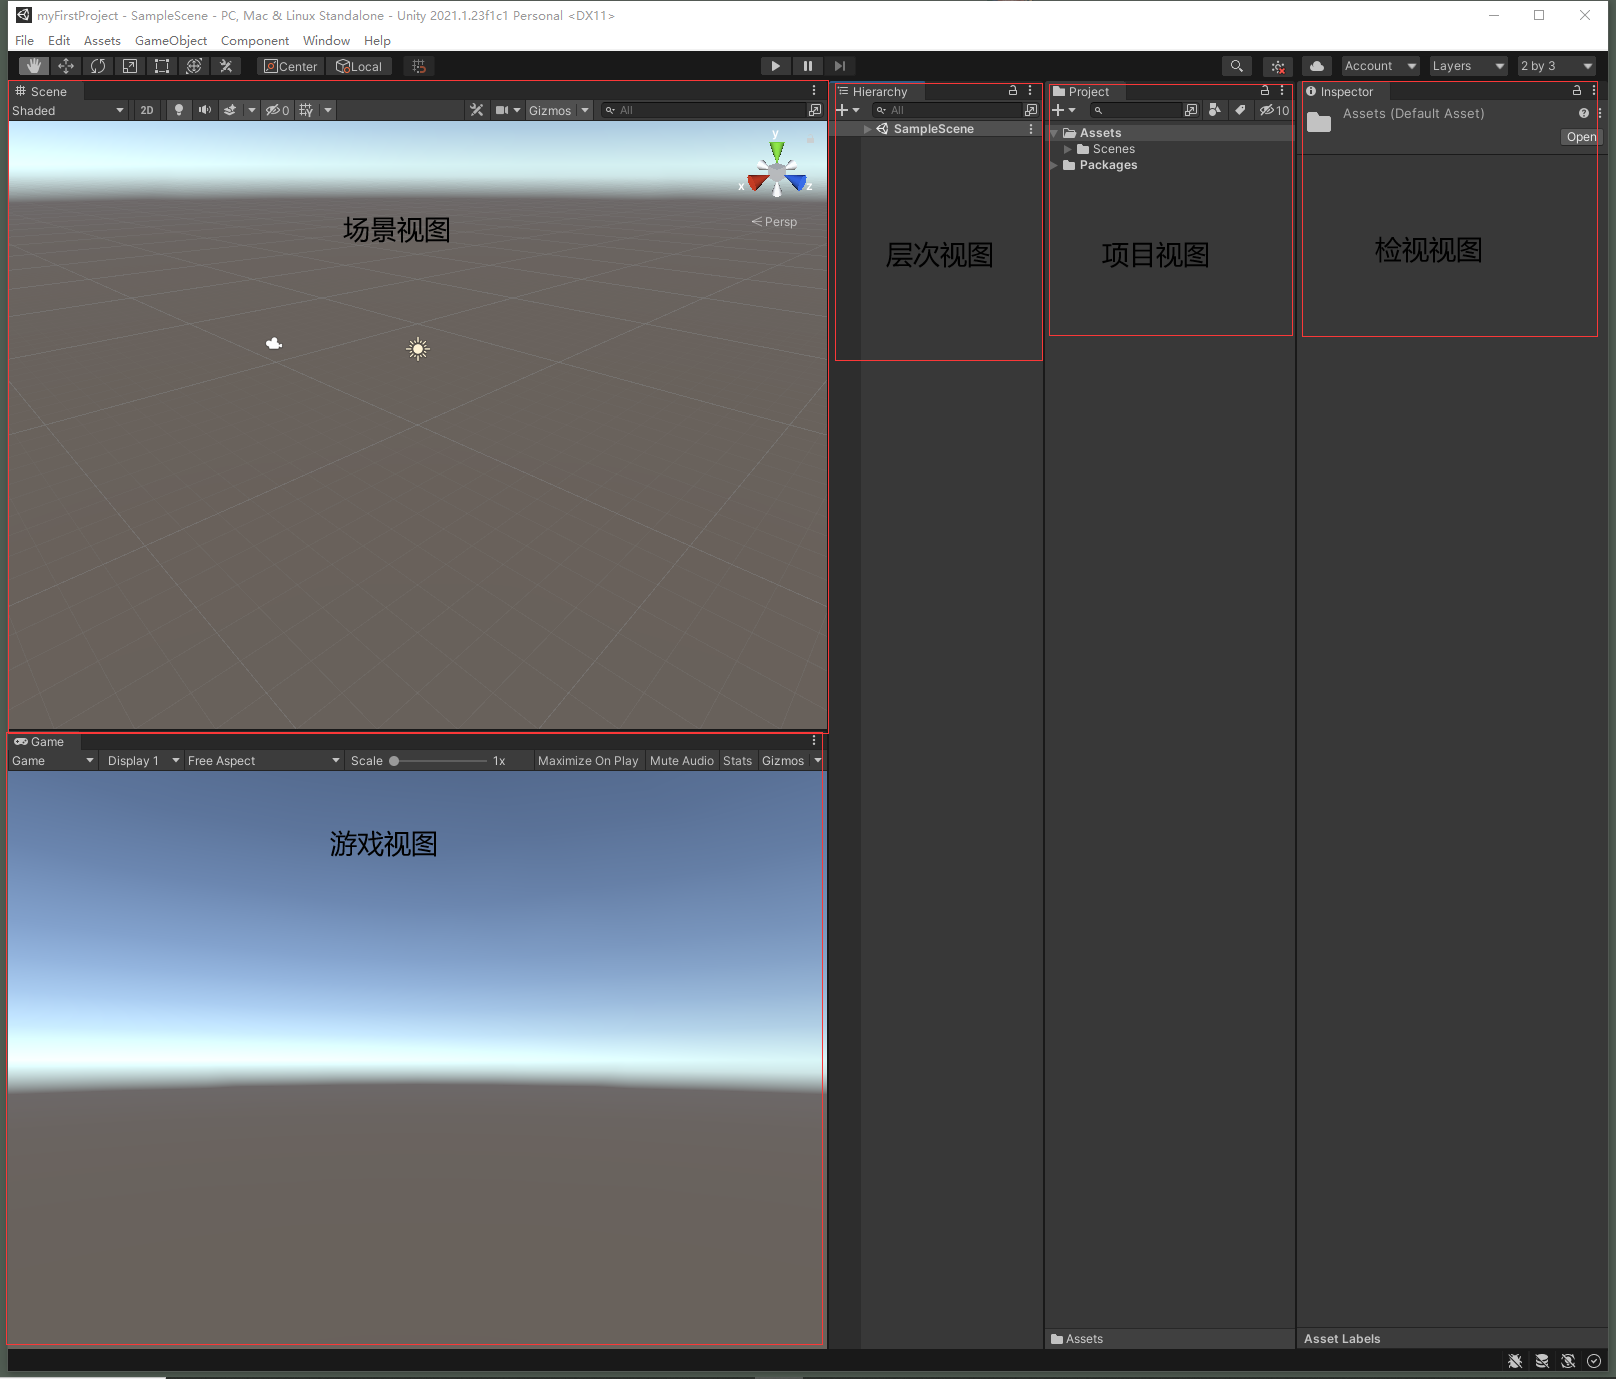 myFirstProject - SampleScene - PC, Mac & Linux Standalone - Unity 2021.1.23f1c1 Personal <DX11>
File Edit Assets GameObject Component Window Help
Center Local Account Layers 2 by 3
Scene
Shaded 2D 0 Gizmos All
y
x z
Persp
场景视图
Hierarchy
All
SampleScene
层次视图
Project
10
Assets
Scenes
Packages
项目视图
Assets
Inspector
Assets (Default Asset)
Open
检视视图
Asset Labels
Game
Game Display 1 Free Aspect Scale 1x Maximize On Play Mute Audio Stats Gizmos
游戏视图